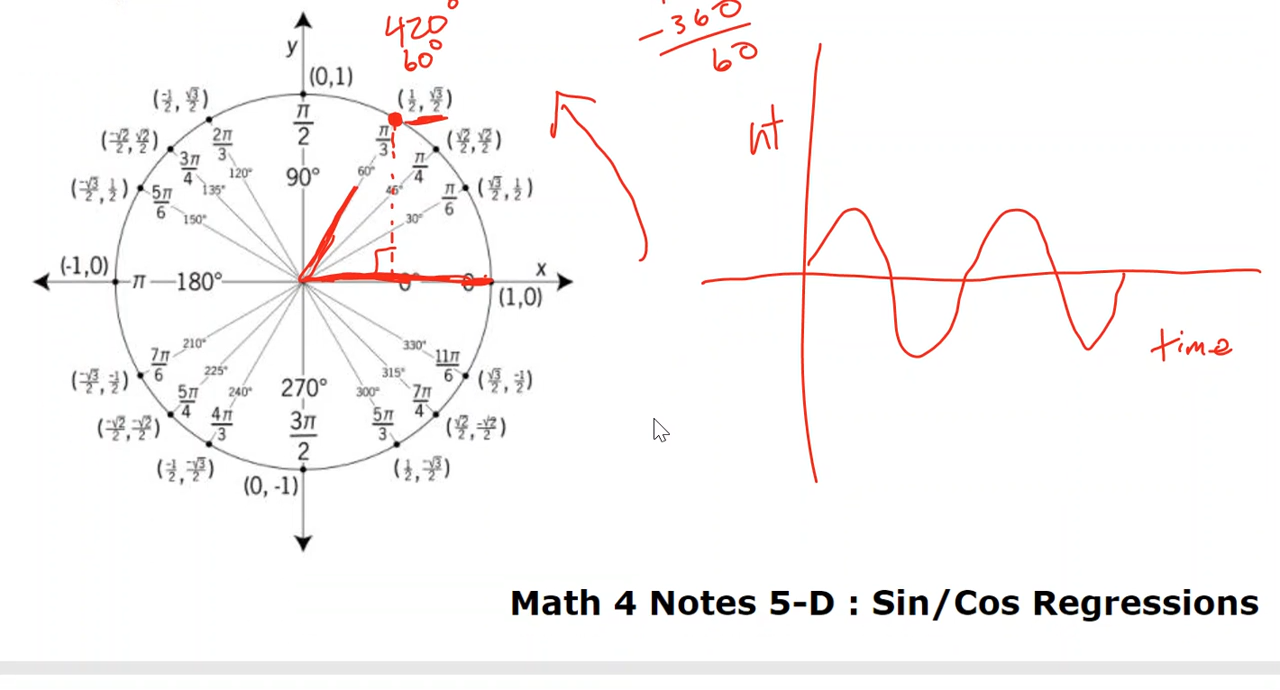 420°
60°
-360
60
y
(0,1)
(-1/2, √3/2)
(1/2, √3/2)
π/2
2π/3
π/3
(-√2/2, √2/2)
(√2/2, √2/2)
3π/4
π/4
120°
60°
90°
135°
45°
(-√3/2, 1/2)
(√3/2, 1/2)
5π/6
π/6
150°
30°
ht
(-1,0)
π
180°
0°
0
x
(1,0)
210°
330°
7π/6
11π/6
(-√3/2, -1/2)
(√3/2, -1/2)
225°
315°
240°
270°
300°
5π/4
7π/4
4π/3
3π/2
5π/3
(-√2/2, -√2/2)
(√2/2, -√2/2)
(-1/2, -√3/2)
(1/2, -√3/2)
(0, -1)
time
Math 4 Notes 5-D : Sin/Cos Regressions